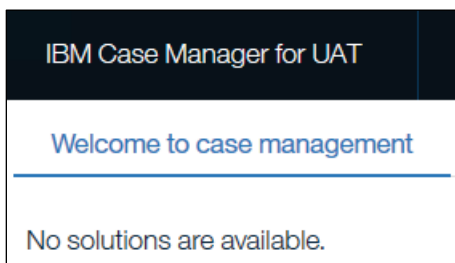 IBM Case Manager for UAT
Welcome to case management
No solutions are available.